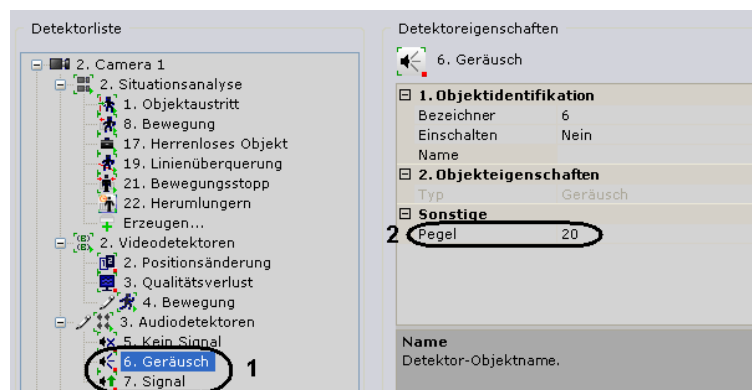 Detektorliste
2. Camera 1
2. Situationsanalyse
1. Objektaustritt
8. Bewegung
17. Herrenloses Objekt
19. Linienüberquerung
21. Bewegungsstopp
22. Herumlungern
Erzeugen...
2. Videodetektoren
2. Positionsänderung
3. Qualitätsverlust
4. Bewegung
3. Audiodetektoren
5. Kein Signal
6. Geräusch
7. Signal
1
Detektoreigenschaften
6. Geräusch
1. Objektidentifikation
Bezeichner 6
Einschalten Nein
Name
2. Objekteigenschaften
Typ Geräusch
Sonstige
2 Pegel 20
Name
Detektor-Objektname.